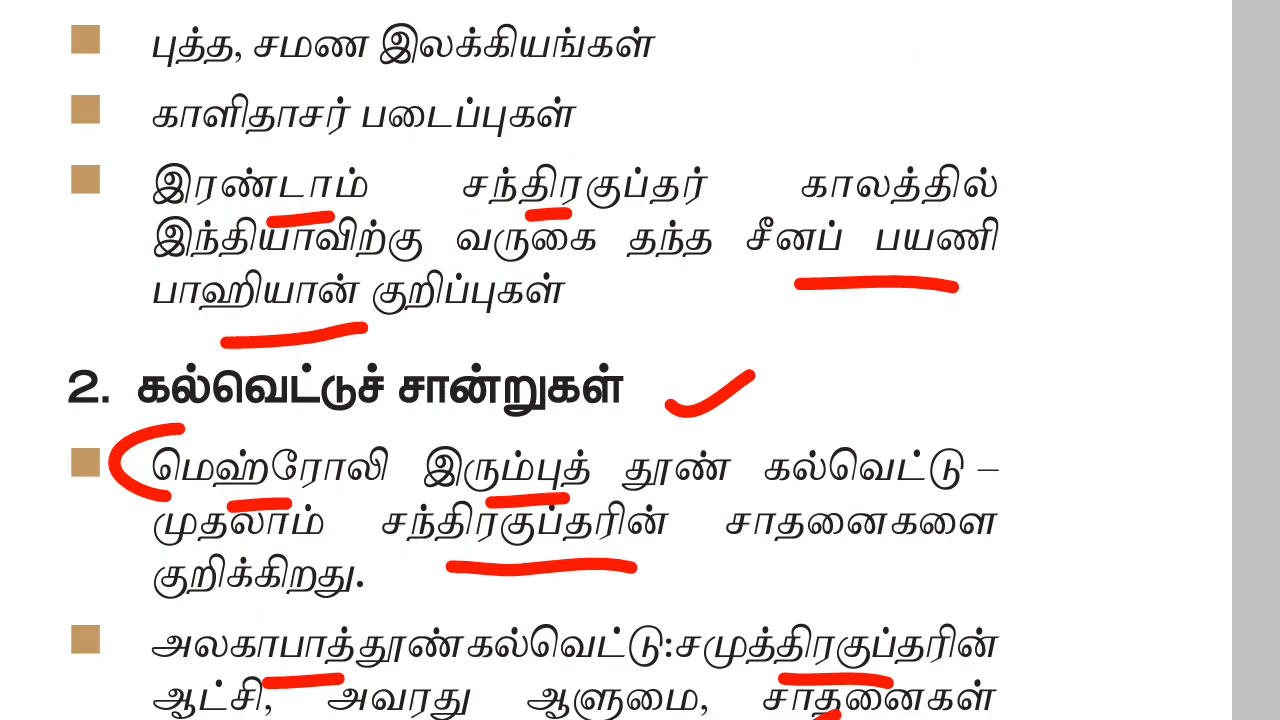 புத்த, சமண இலக்கியங்கள்
காளிதாசர் படைப்புகள்
இரண்டாம் சந்திரகுப்தர் காலத்தில்
இந்தியாவிற்கு வருகை தந்த சீனப் பயணி
பாஹியான் குறிப்புகள்
2. கல்வெட்டுச் சான்றுகள்
மெஹ்ரோலி இரும்புத் தூண் கல்வெட்டு –
முதலாம் சந்திரகுப்தரின் சாதனைகளை
குறிக்கிறது.
அலகாபாத்தூண்கல்வெட்டு:சமுத்திரகுப்தரின்
ஆட்சி, அவரது ஆளுமை, சாதனைகள்